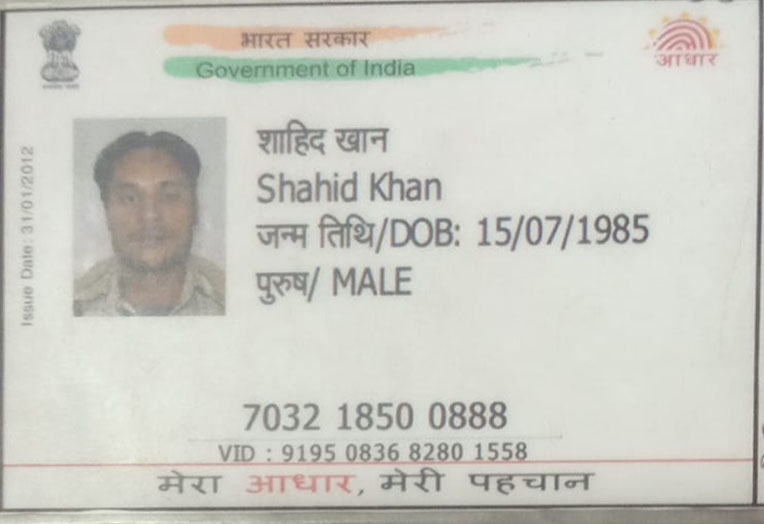 भारत सरकार
Government of India
आधार
Issue Date: 31/01/2012
शाहिद खान
Shahid Khan
जन्म तिथि/DOB: 15/07/1985
पुरुष/ MALE
7032 1850 0888
VID : 9195 0836 8280 1558
मेरा आधार, मेरी पहचान